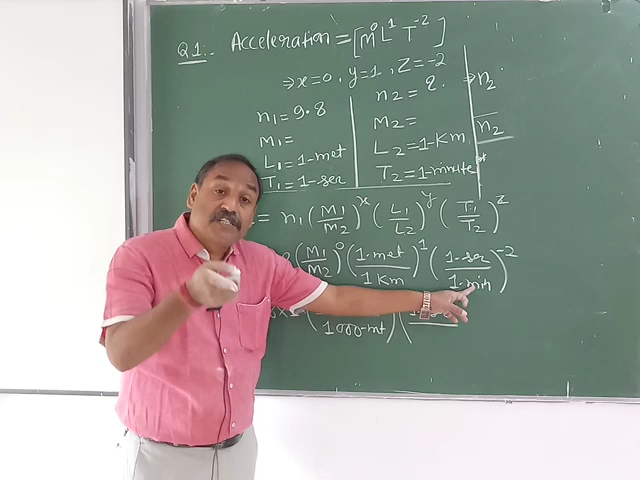 Q1:- Acceleration = [M⁰ L¹ T⁻²]
⇒ x=0, y=1, Z=-2
n₁ = 9.8
M₁ =
L₁ = 1-met
T₁ = 1-sec
n₂ = ?
M₂ =
L₂ = 1-Km
T₂ = 1-minute
⇒ n₂
n₂
= n₁ (M₁/M₂)ˣ (L₁/L₂)ʸ (T₁/T₂)ᶻ
(M₁/M₂)⁰ (1-met/1Km)¹ (1-sec/1-min)⁻²
×1 ( /1000-mt) (